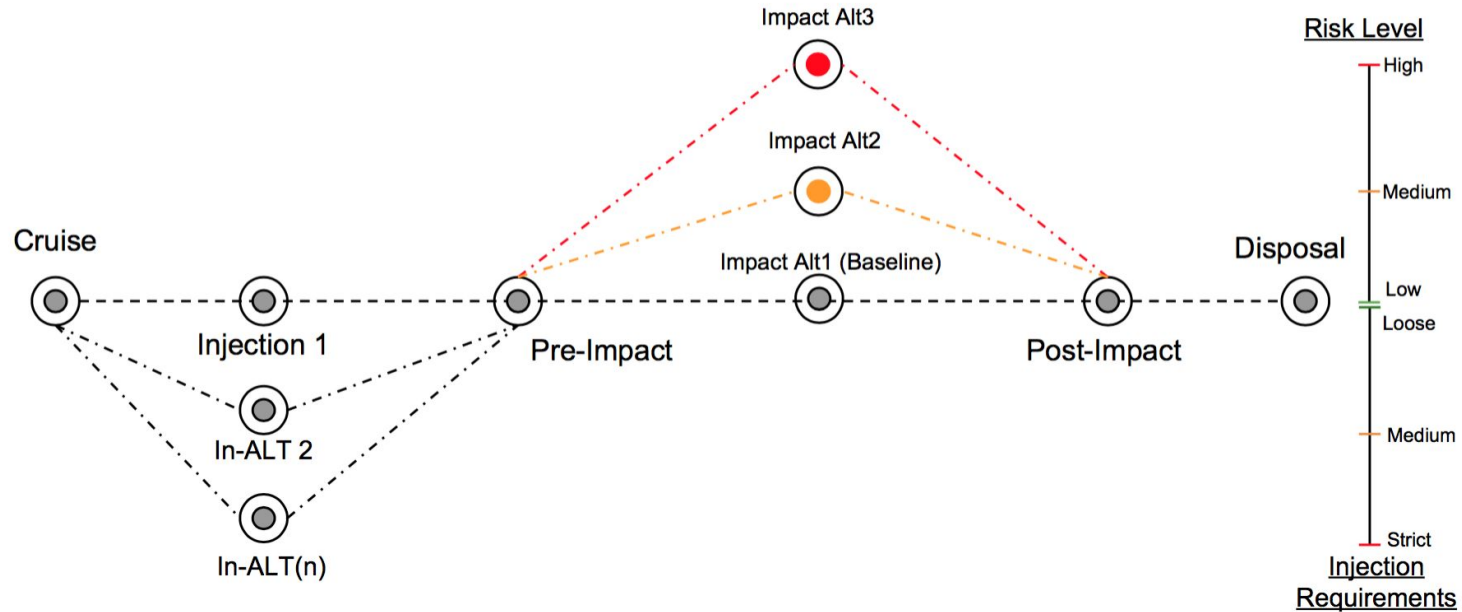 Impact Alt3
Risk Level
High
Impact Alt2
Medium
Cruise
Impact Alt1 (Baseline)
Disposal
Low
Loose
Injection 1
Pre-Impact
Post-Impact
In-ALT 2
Medium
In-ALT(n)
Strict
Injection
Requirements